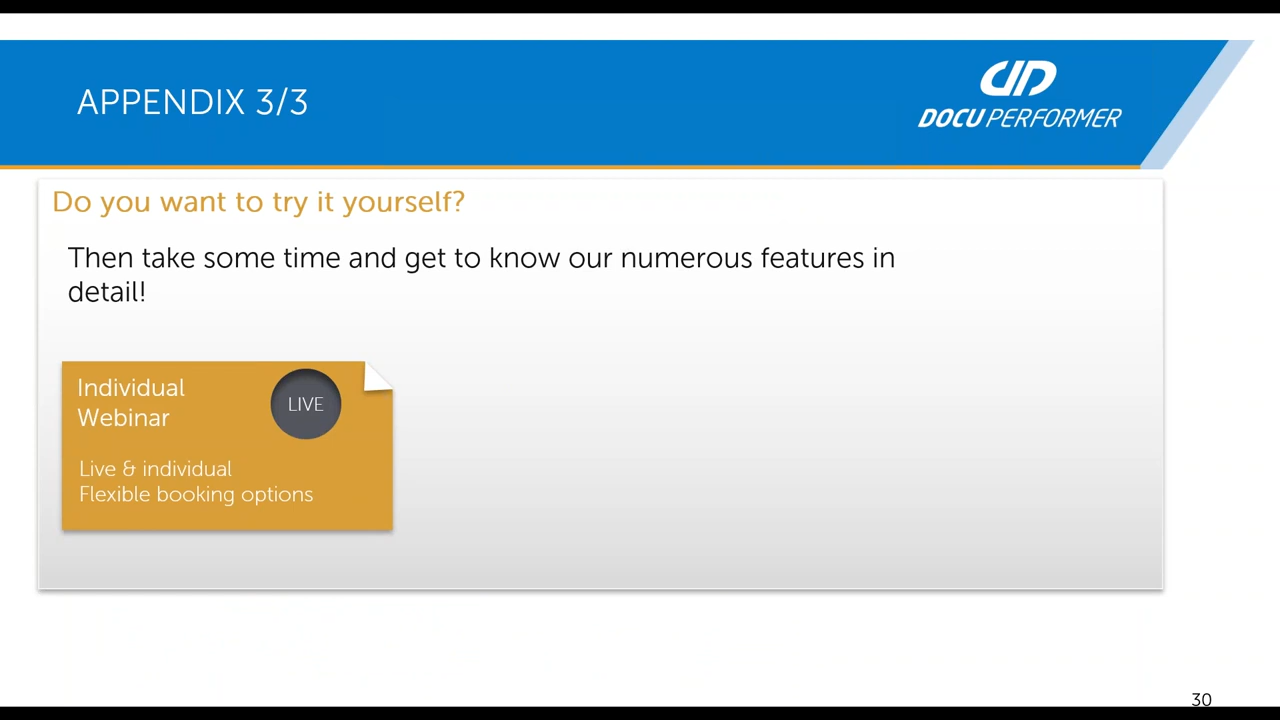 APPENDIX 3/3
DOCU PERFORMER
Do you want to try it yourself?
Then take some time and get to know our numerous features in
detail!
Individual
Webinar
LIVE
Live & individual
Flexible booking options
30